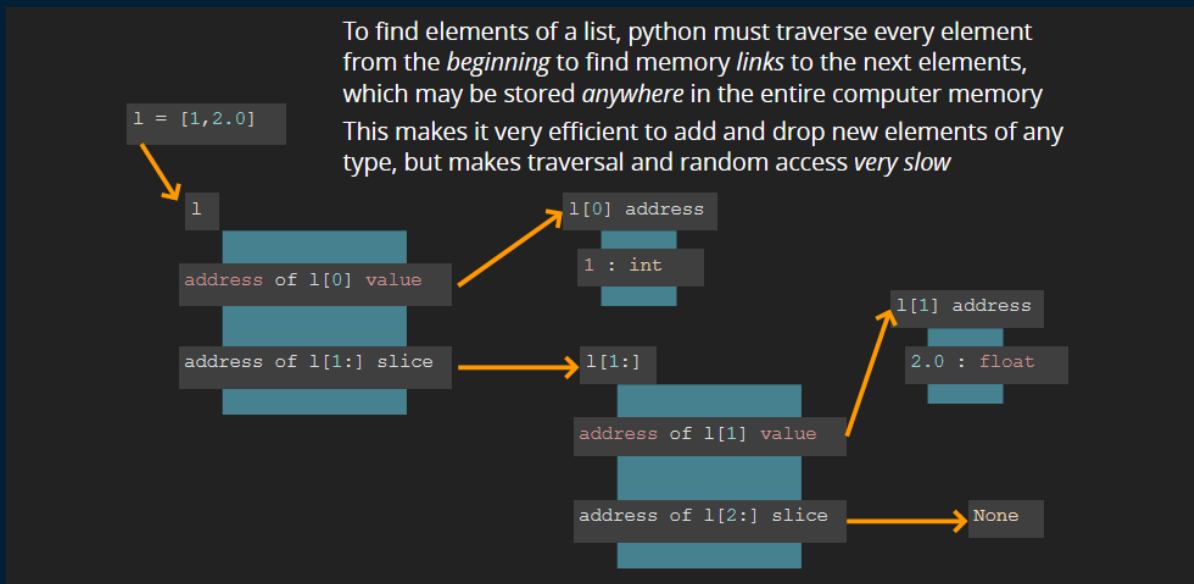 To find elements of a list, python must traverse every element
from the beginning to find memory links to the next elements,
which may be stored anywhere in the entire computer memory
This makes it very efficient to add and drop new elements of any
type, but makes traversal and random access very slow
l = [1,2.0]
l
address of l[0] value
address of l[1:] slice
l[0] address
1 : int
l[1:]
address of l[1] value
address of l[2:] slice
l[1] address
2.0 : float
None